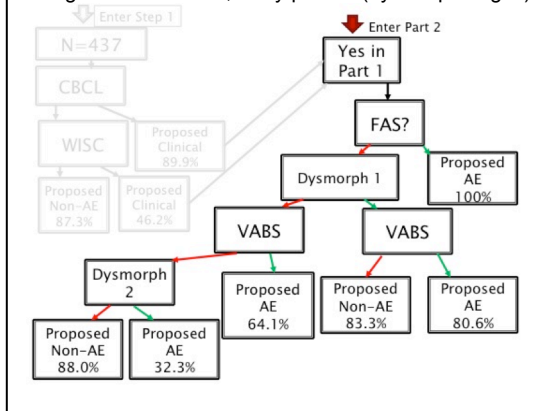 Enter Step 1
Enter Part 2
N=437
Yes in
Part 1
CBCL
FAS?
WISC
Proposed
Clinical
89.9%
Dysmorph 1
Proposed
AE
100%
Proposed
Non-AE
87.3%
Proposed
Clinical
46.2%
VABS
VABS
Dysmorph
2
Proposed
AE
64.1%
Proposed
Non-AE
83.3%
Proposed
AE
80.6%
Proposed
Non-AE
88.0%
Proposed
AE
32.3%